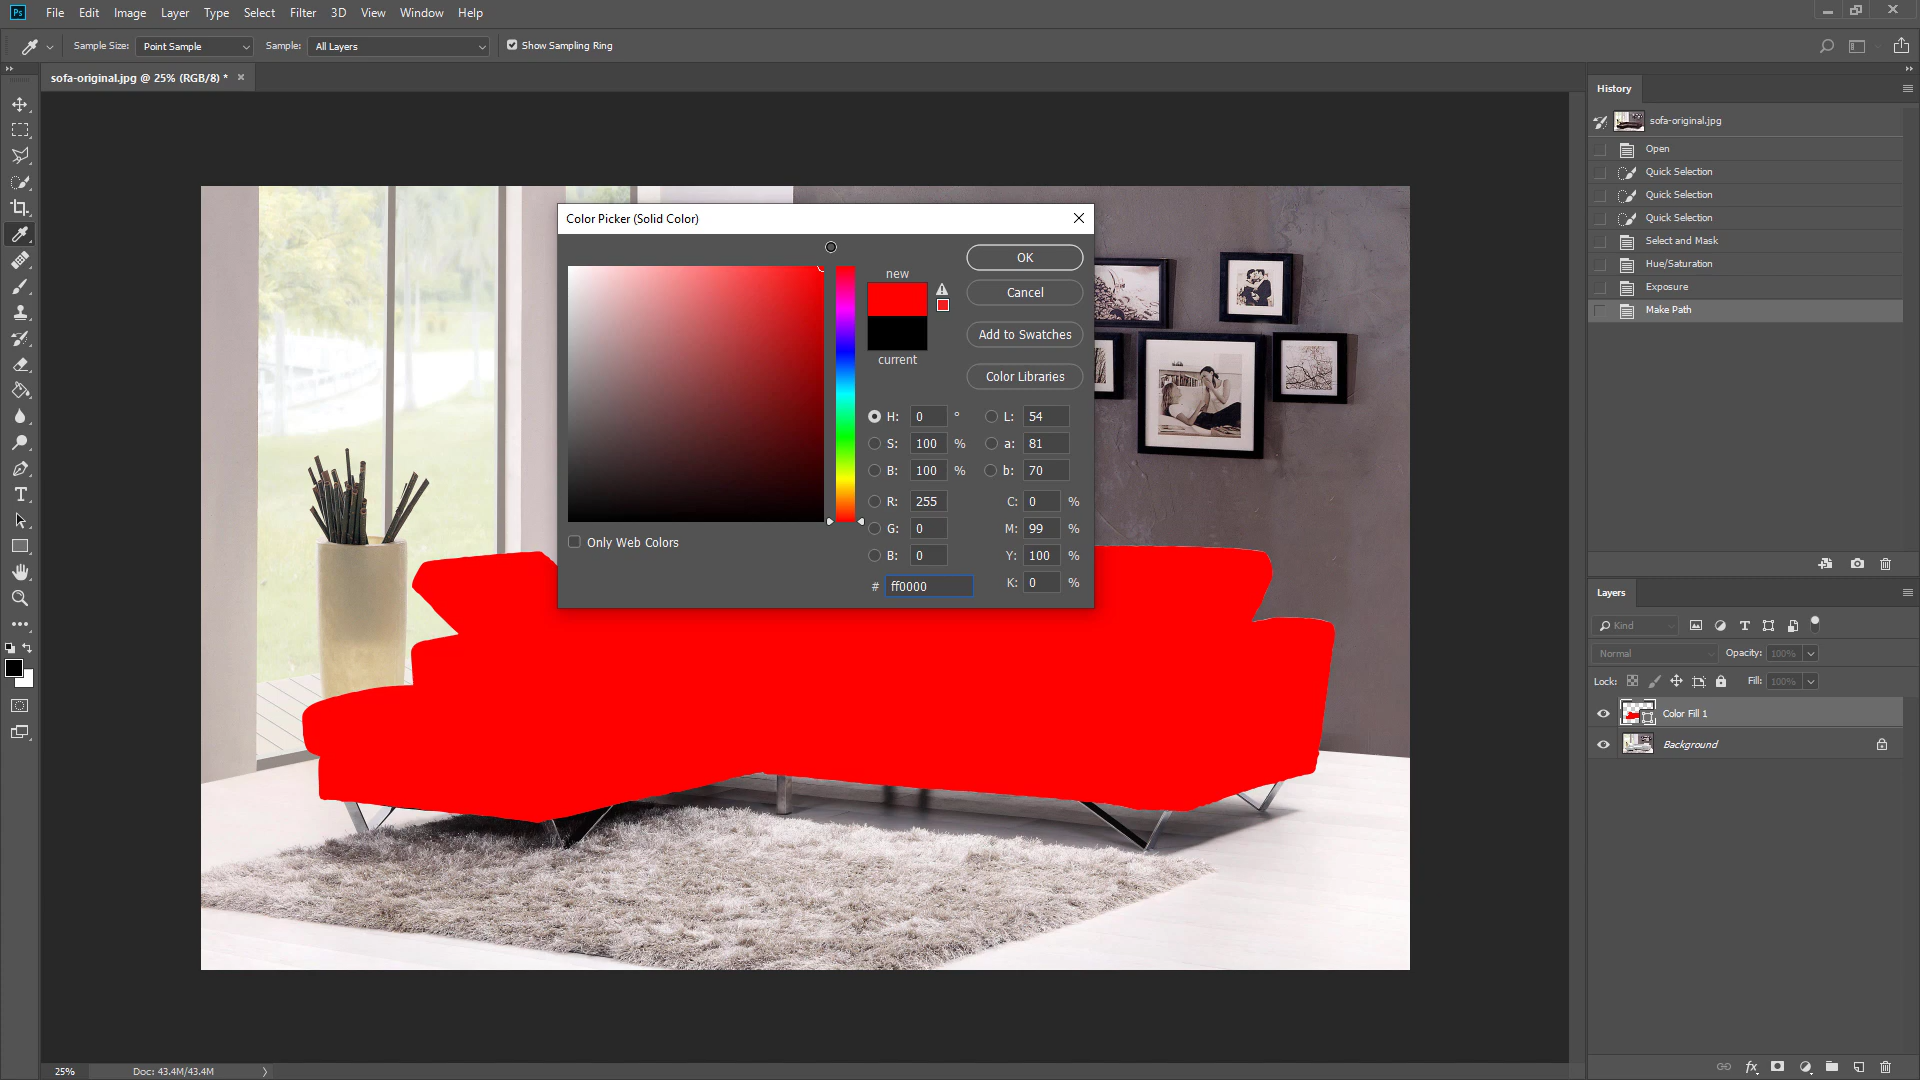 Ps File Edit Image Layer Type Select Filter 3D View Window Help
Sample Size: Point Sample Sample: All Layers Show Sampling Ring
sofa-original.jpg @ 25% (RGB/8) * ×
Color Picker (Solid Color)
OK
new
Cancel
Add to Swatches
current
Color Libraries
H: 0 ° L: 54
S: 100 % a: 81
B: 100 % b: 70
R: 255 C: 0 %
G: 0 M: 99 %
B: 0 Y: 100 %
# ff0000 K: 0 %
Only Web Colors
History
sofa-original.jpg
Open
Quick Selection
Quick Selection
Quick Selection
Select and Mask
Hue/Saturation
Exposure
Make Path
Layers
Kind
Normal Opacity: 100%
Lock: Fill: 100%
Color Fill 1
Background
25% Doc: 43.4M/43.4M